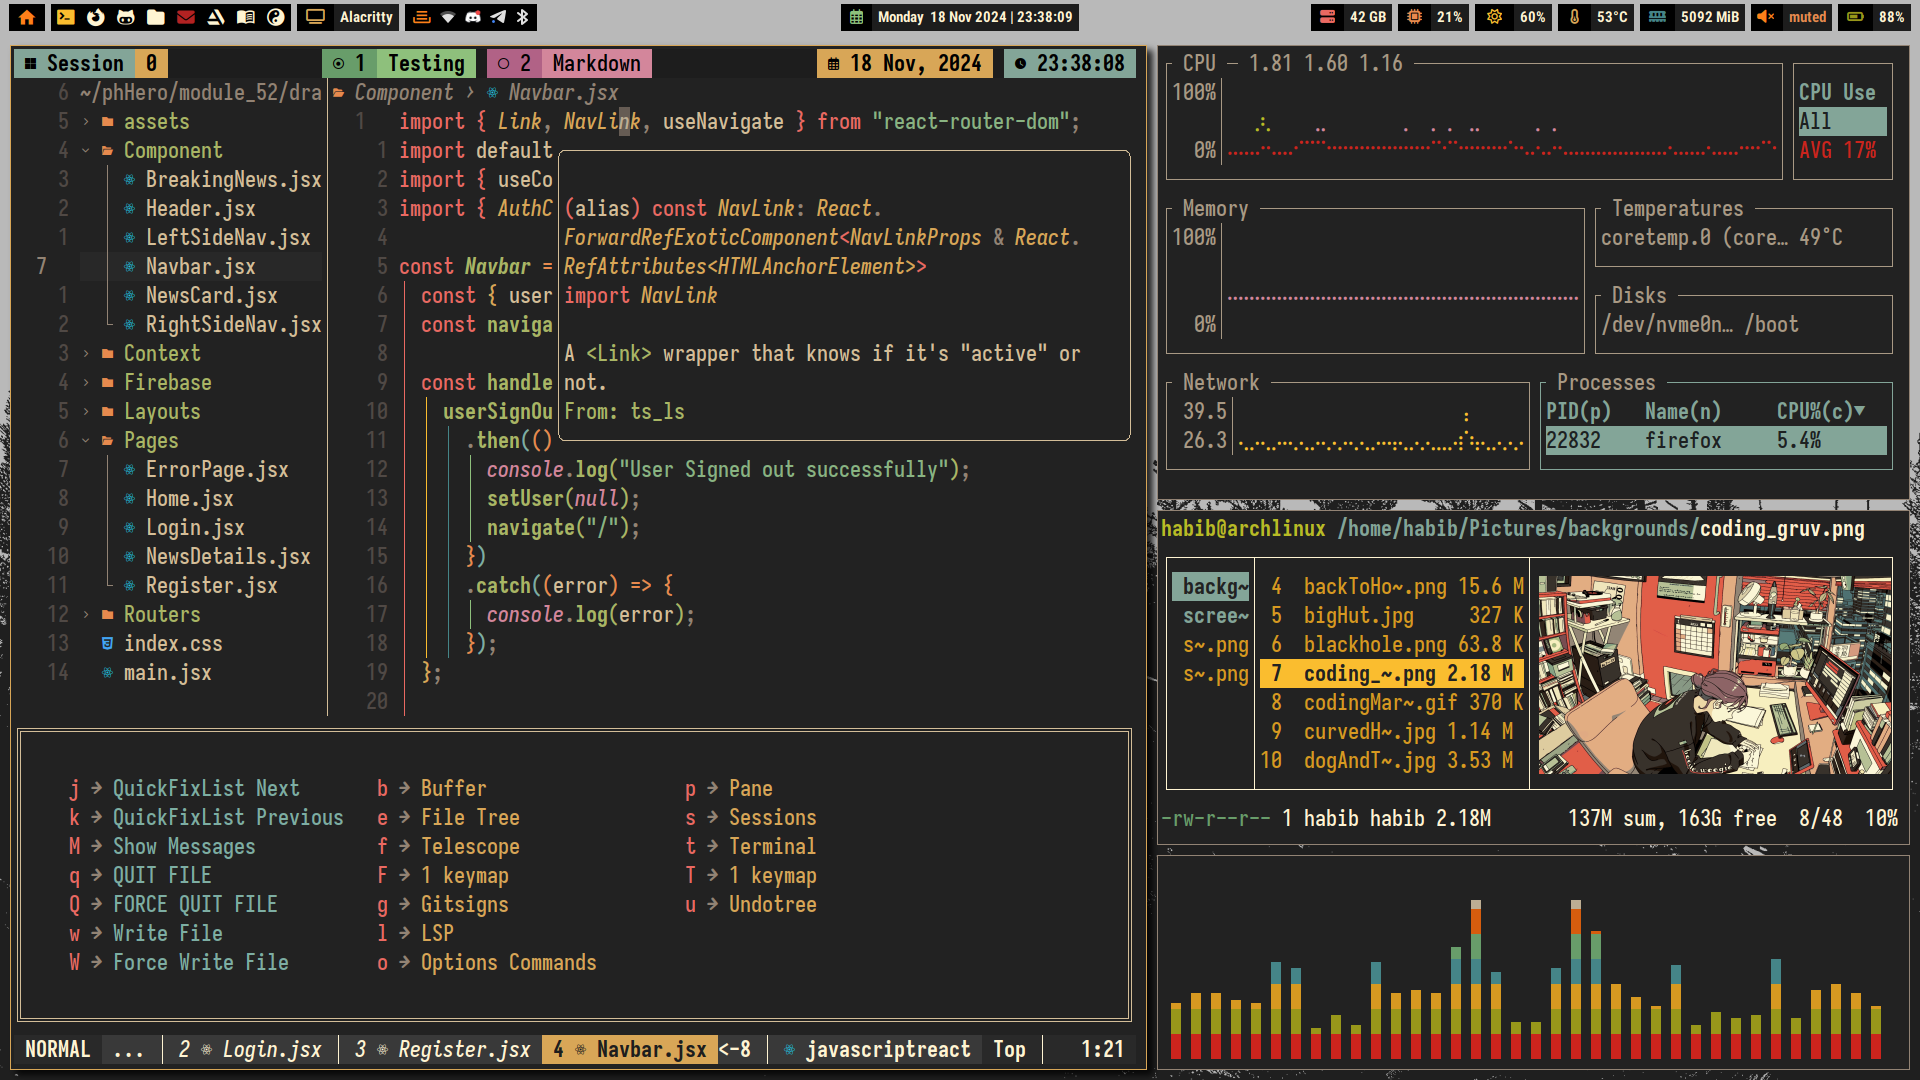 Alacritty
Monday 18 Nov 2024 | 23:38:09
42 GB
21%
60%
53°C
5092 MiB
muted
88%
Session 0
1 Testing
2 Markdown
18 Nov, 2024
23:38:08
6 ~/phHero/module_52/dra
5 assets
4 Component
3 BreakingNews.jsx
2 Header.jsx
1 LeftSideNav.jsx
7 Navbar.jsx
1 NewsCard.jsx
2 RightSideNav.jsx
3 Context
4 Firebase
5 Layouts
6 Pages
7 ErrorPage.jsx
8 Home.jsx
9 Login.jsx
10 NewsDetails.jsx
11 Register.jsx
12 Routers
13 index.css
14 main.jsx
Component › Navbar.jsx
1 import { Link, NavLink, useNavigate } from "react-router-dom";
1 import default
2 import { useCo
3 import { AuthC
4
5 const Navbar =
6 const { user
7 const naviga
8
9 const handle
10 userSignOu
11 .then(()
12 console.log("User Signed out successfully");
13 setUser(null);
14 navigate("/");
15 })
16 .catch((error) => {
17 console.log(error);
18 });
19 };
20
(alias) const NavLink: React.
ForwardRefExoticComponent<NavLinkProps & React.
RefAttributes<HTMLAnchorElement>>
import NavLink
A <Link> wrapper that knows if it's "active" or
not.
From: ts_ls
j → QuickFixList Next
k → QuickFixList Previous
M → Show Messages
q → QUIT FILE
Q → FORCE QUIT FILE
w → Write File
W → Force Write File
b → Buffer
e → File Tree
f → Telescope
F → 1 keymap
g → Gitsigns
l → LSP
o → Options Commands
p → Pane
s → Sessions
t → Terminal
T → 1 keymap
u → Undotree
NORMAL ... 2 Login.jsx 3 Register.jsx 4 Navbar.jsx <-8 javascriptreact Top 1:21
CPU — 1.81 1.60 1.16
100%
0%
CPU Use
All
AVG 17%
Memory
100%
0%
Temperatures
coretemp.0 (core… 49°C
Disks
/dev/nvme0n… /boot
Network
39.5
26.3
Processes
PID(p) Name(n) CPU%(c)▼
22832 firefox 5.4%
habib@archlinux /home/habib/Pictures/backgrounds/coding_gruv.png
backg~
scree~
s~.png
s~.png
4 backToHo~.png 15.6 M
5 bigHut.jpg 327 K
6 blackhole.png 63.8 K
7 coding_~.png 2.18 M
8 codingMar~.gif 370 K
9 curvedH~.jpg 1.14 M
10 dogAndT~.jpg 3.53 M
-rw-r--r-- 1 habib habib 2.18M 137M sum, 163G free 8/48 10%